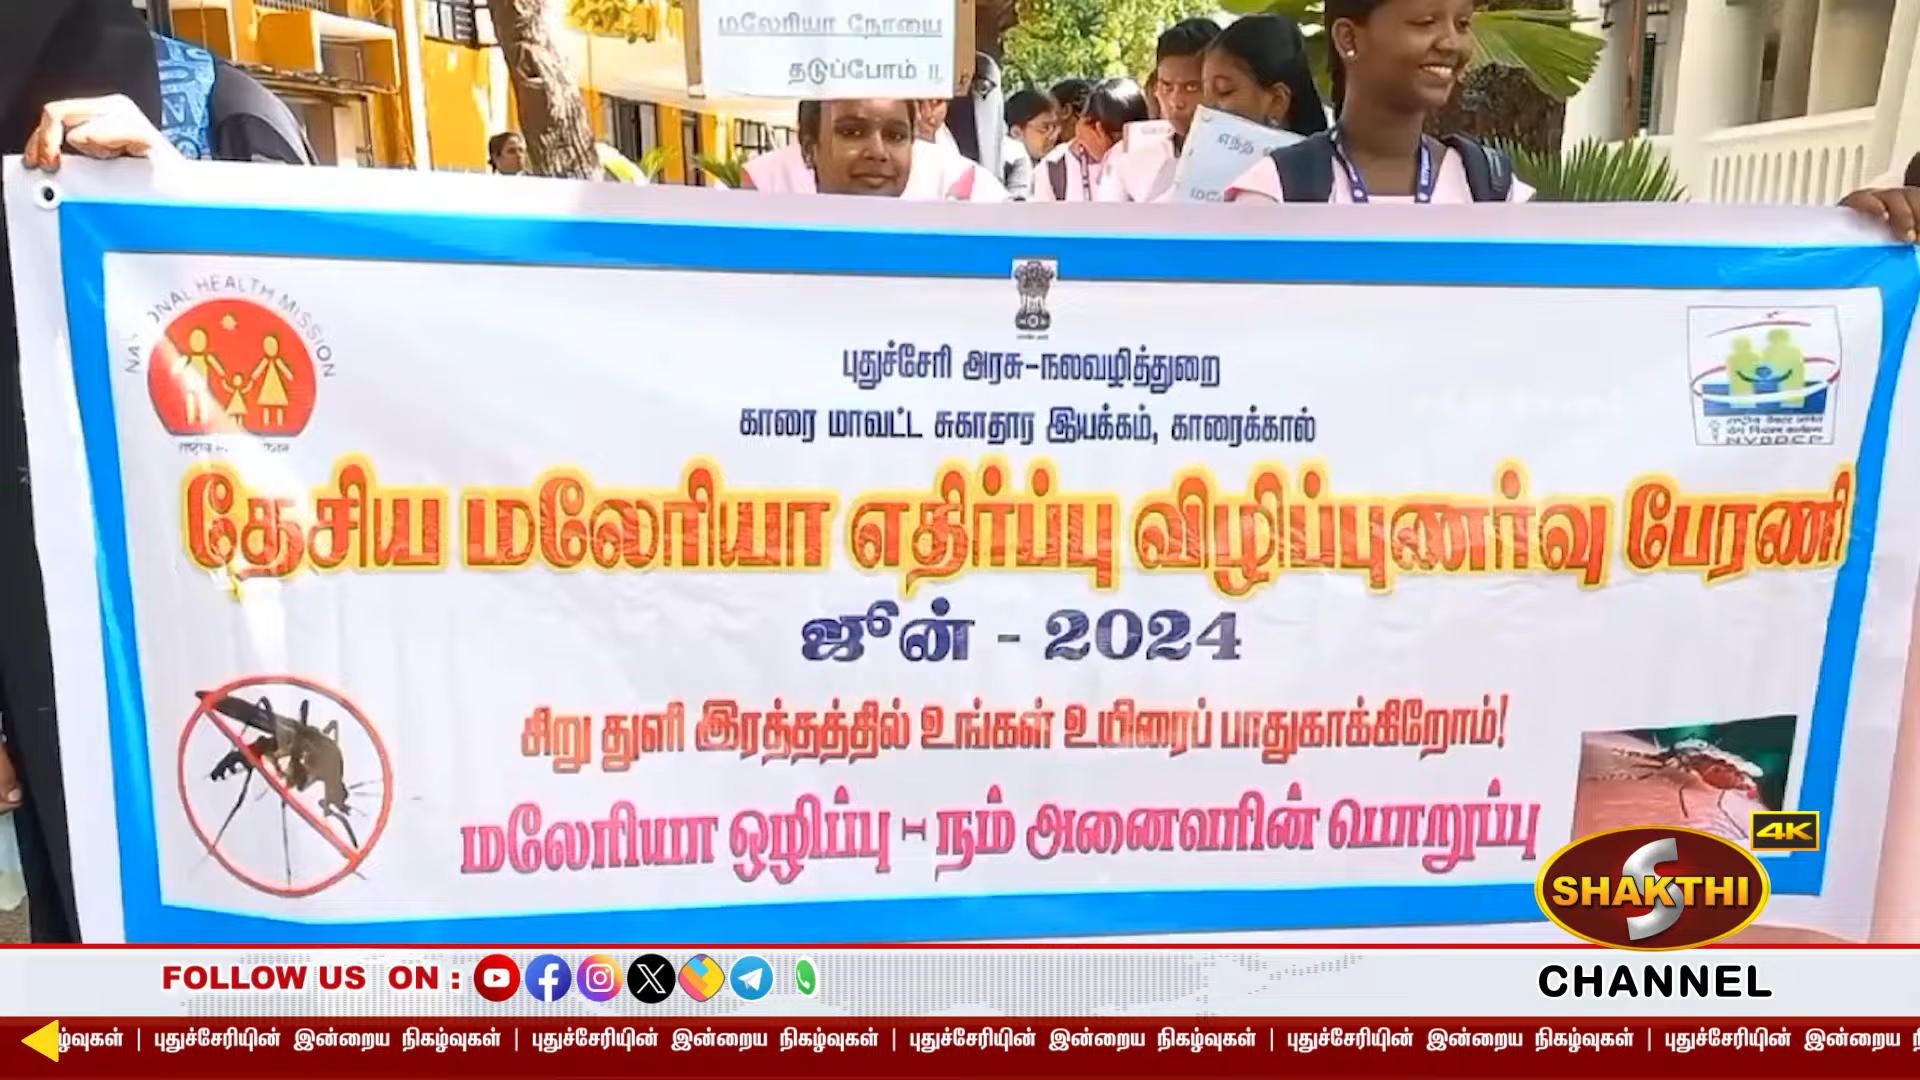 மலேரியா நோயை
தடுப்போம் !!
எந்த
NATIONAL HEALTH MISSION
புதுச்சேரி அரசு-நலவழித்துறை
காரை மாவட்ட சுகாதார இயக்கம், காரைக்கால்
N.V.B.D.C.P
தேசிய மலேரியா எதிர்ப்பு விழிப்புணர்வு பேரணி
ஜூன் - 2024
சிறு துளி இரத்தத்தில் உங்கள் உயிரைப் பாதுகாக்கிறோம்!
மலேரியா ஒழிப்பு - நம் அனைவரின் பொறுப்பு
4K
SHAKTHI
CHANNEL
FOLLOW US ON :
ழ்வுகள் | புதுச்சேரியின் இன்றைய நிகழ்வுகள் | புதுச்சேரியின் இன்றைய நிகழ்வுகள் | புதுச்சேரியின் இன்றைய நிகழ்வுகள் | புதுச்சேரியின் இன்றைய நிகழ்வுகள் | புதுச்சேரியின் இன்றைய